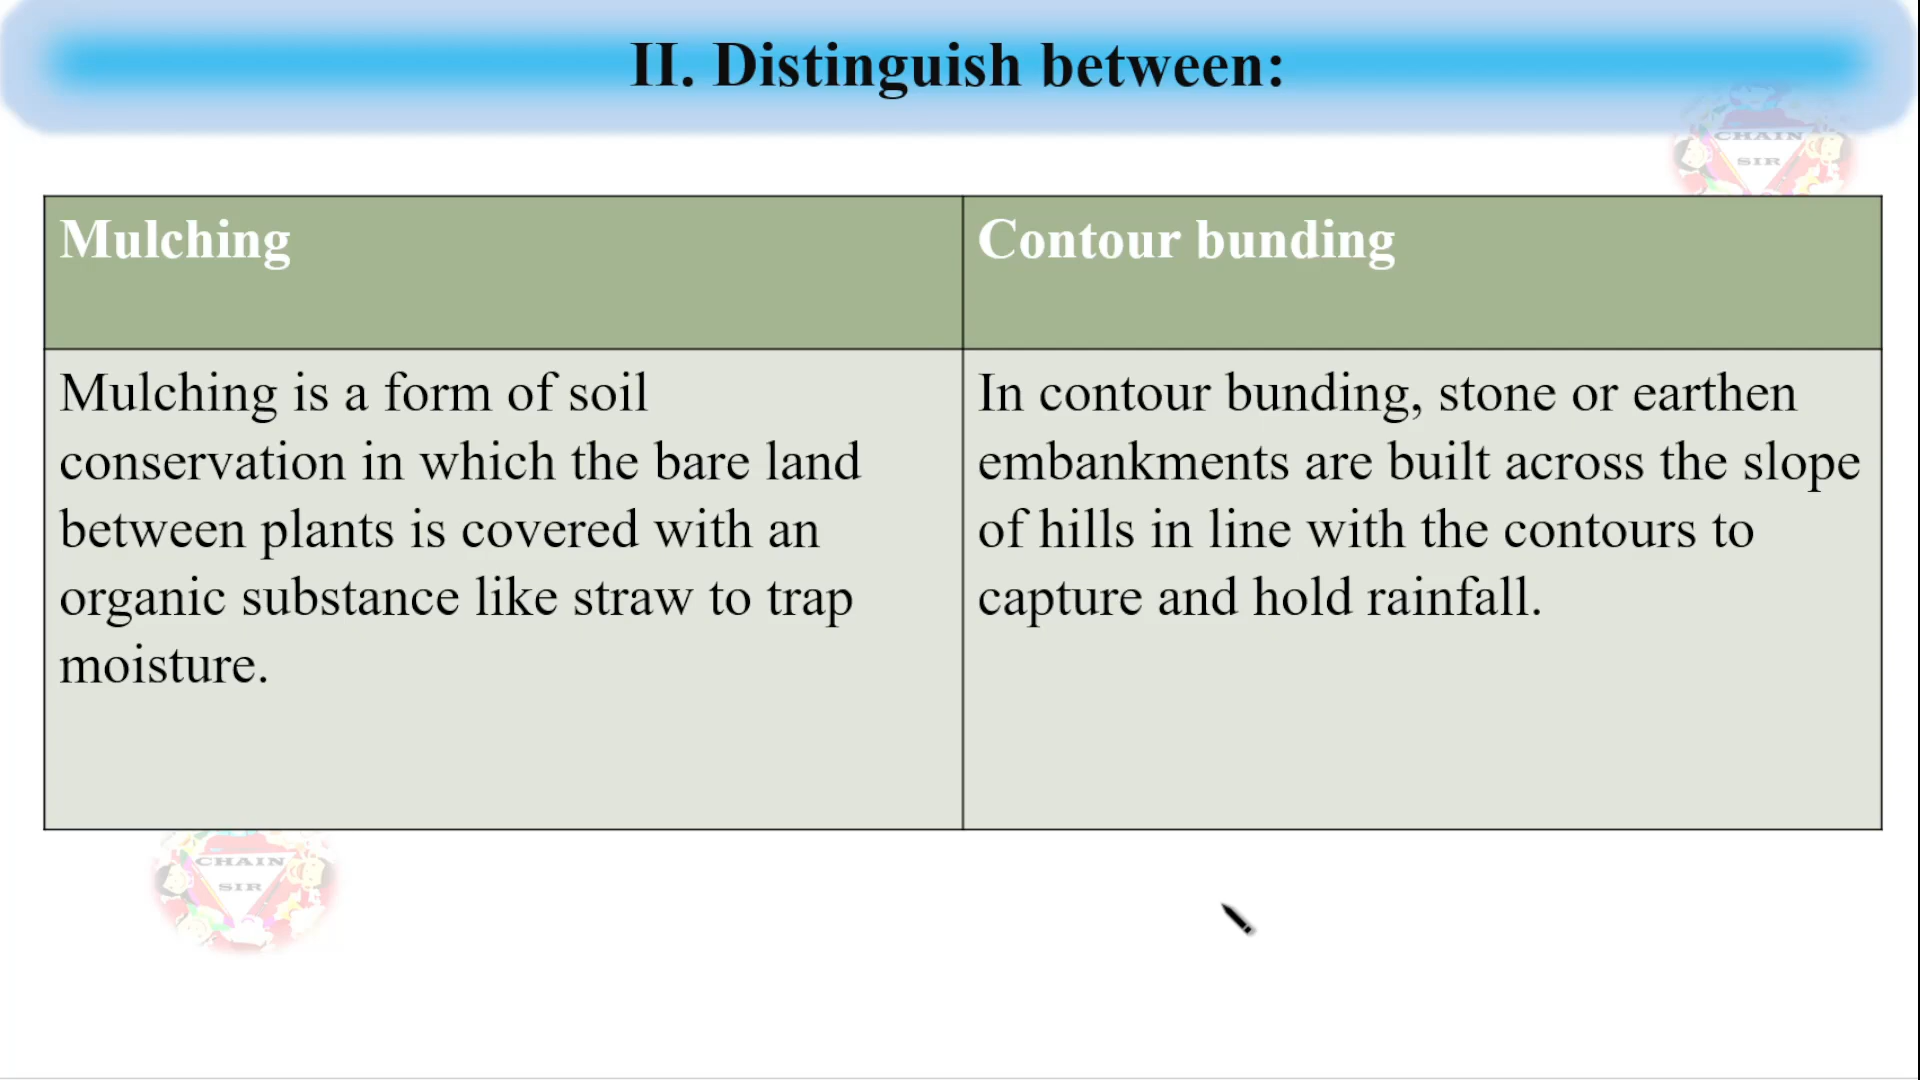 II. Distinguish between:
CHAIN
SIR
Mulching
Contour bunding
Mulching is a form of soil
conservation in which the bare land
between plants is covered with an
organic substance like straw to trap
moisture.
In contour bunding, stone or earthen
embankments are built across the slope
of hills in line with the contours to
capture and hold rainfall.
CHAIN
SIR